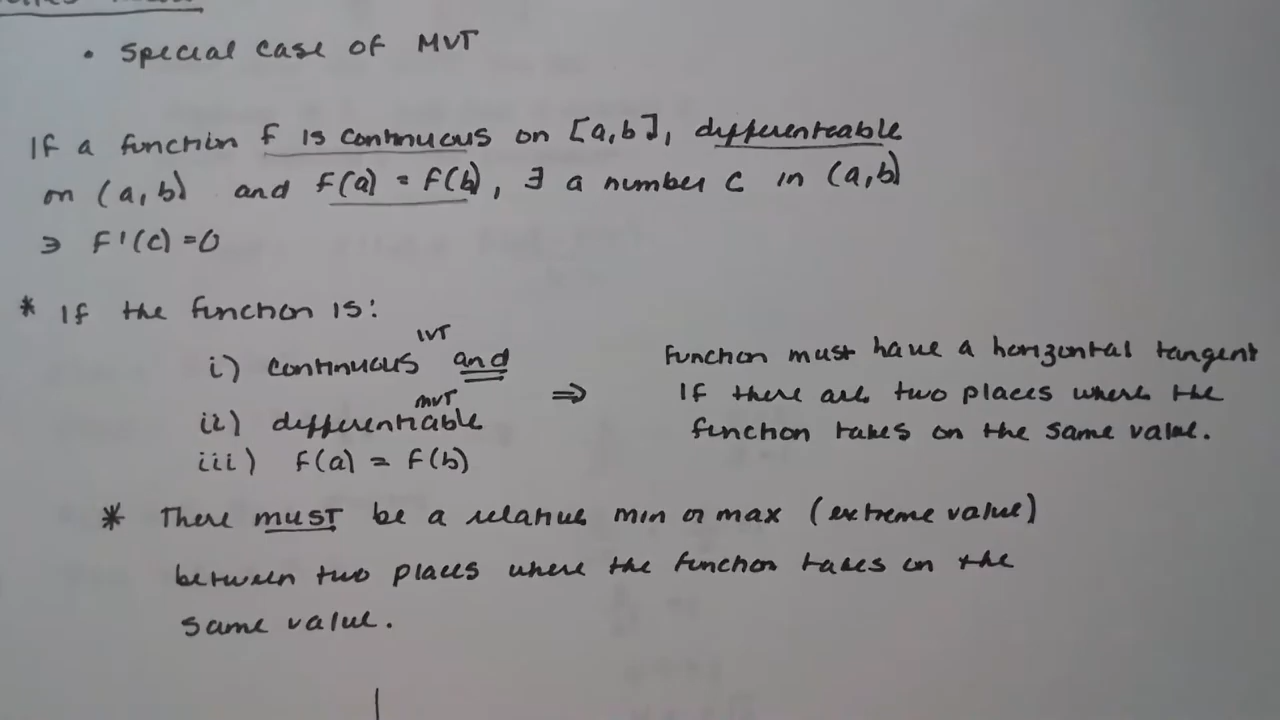 • Special case of MVT
If a function f is continuous on [a,b], differenteable
on (a,b) and f(a) = f(b), ∃ a number c in (a,b)
∋ f'(c) = 0
* If the function is:
IVT
i) continuous and
MVT
ii) differentiable
iii) f(a) = f(b)
⇒
Function must have a horizontal tangent
If there are two places where the
function takes on the same value.
* There must be a relative min or max (extreme value)
between two places where the function takes on the
same value.